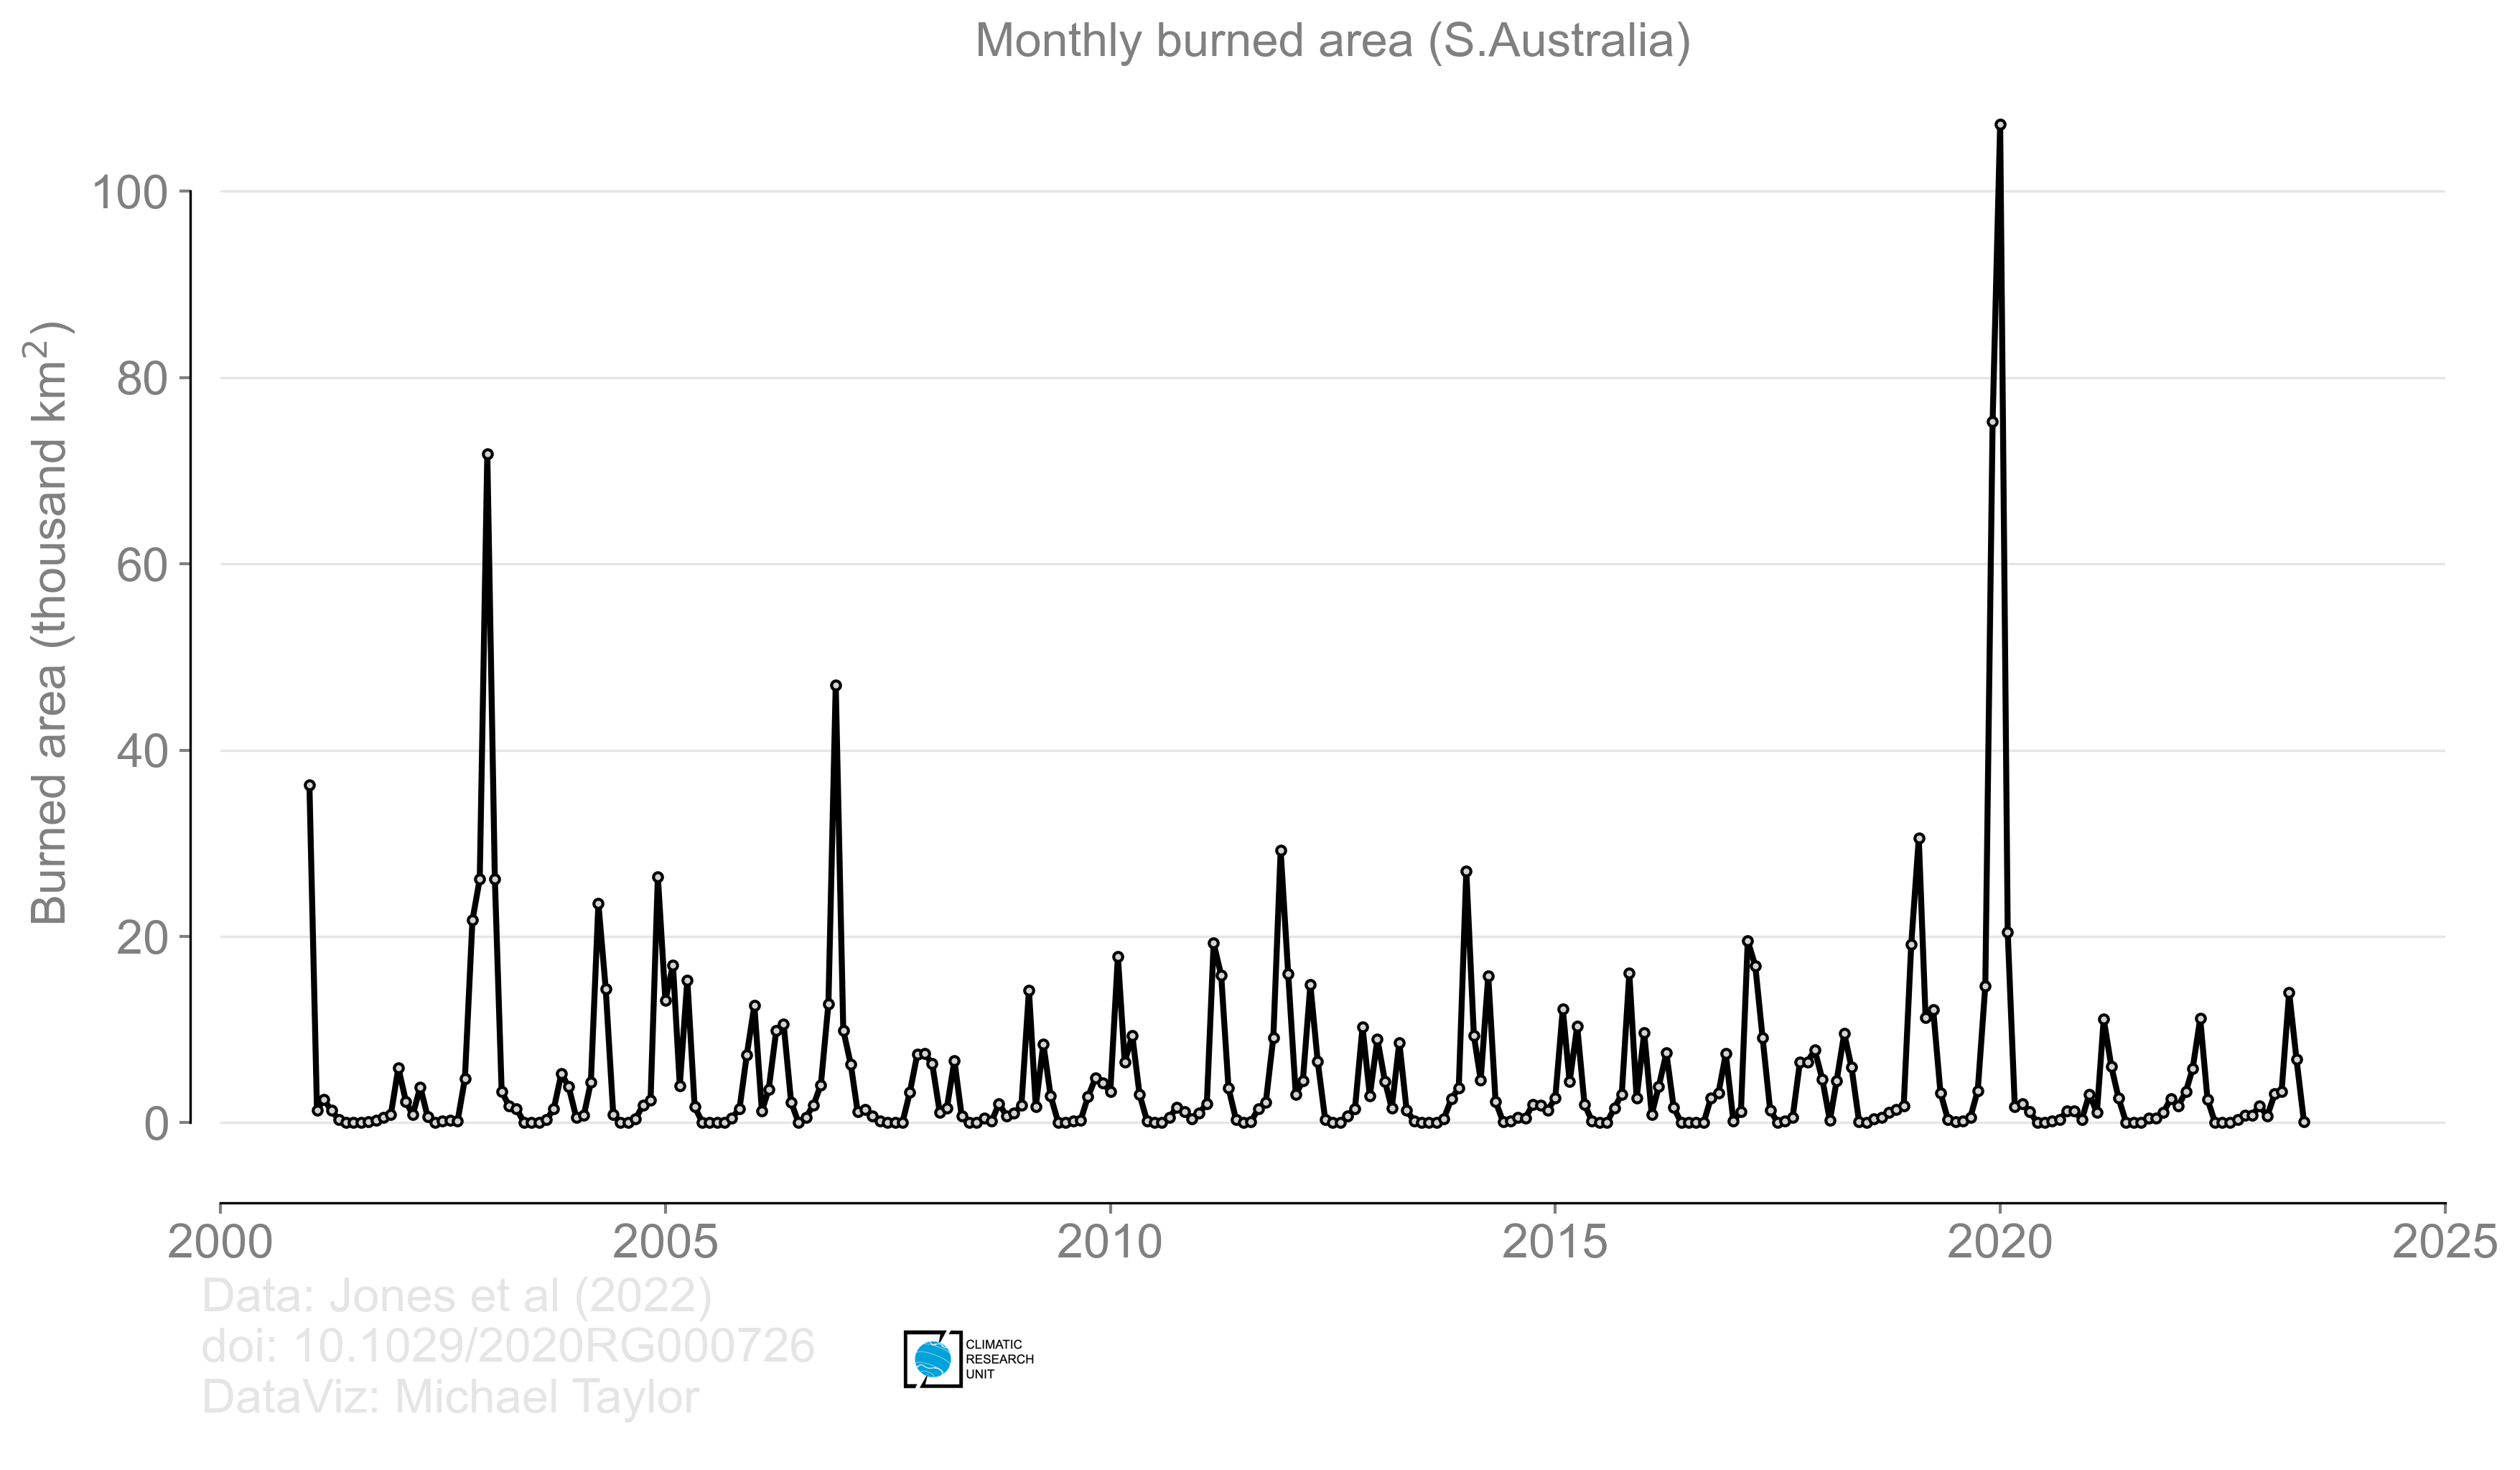 Monthly burned area (S.Australia)
Burned area (thousand km²)
100
80
60
40
20
0
2000 2005 2010 2015 2020 2025
Data: Jones et al (2022)
doi: 10.1029/2020RG000726
DataViz: Michael Taylor
CLIMATIC
RESEARCH
UNIT